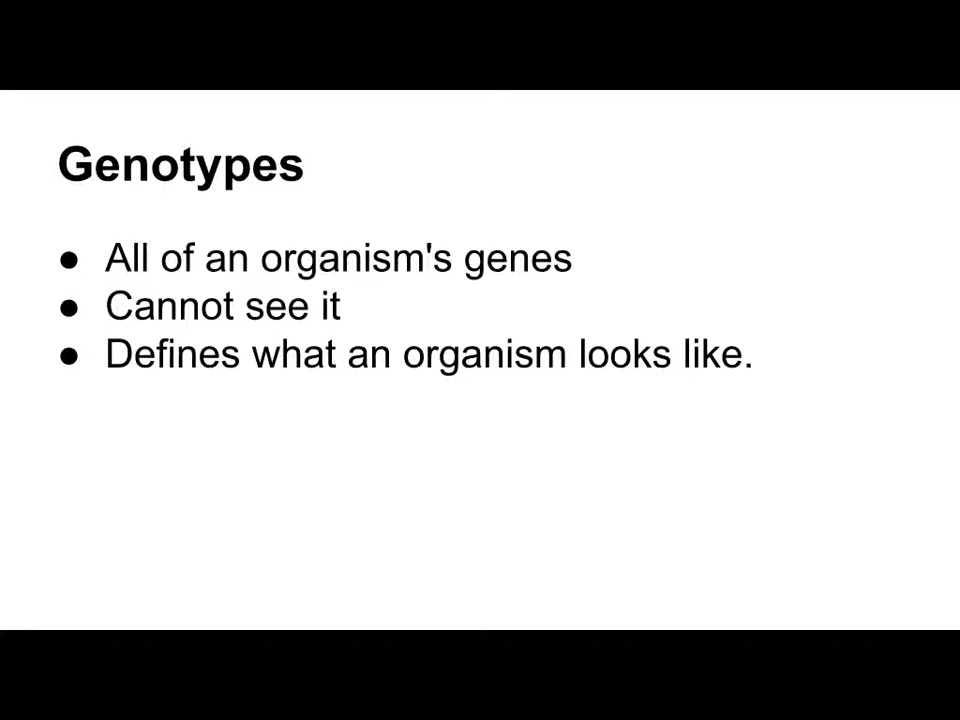 Genotypes
● All of an organism's genes
● Cannot see it
● Defines what an organism looks like.